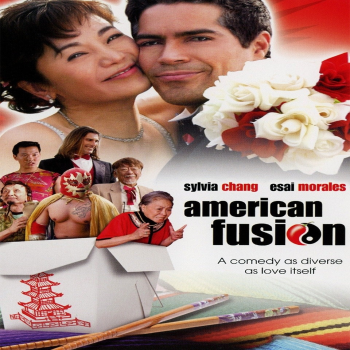 sylvia chang esai morales
american
fusion
A comedy as diverse
as love itself